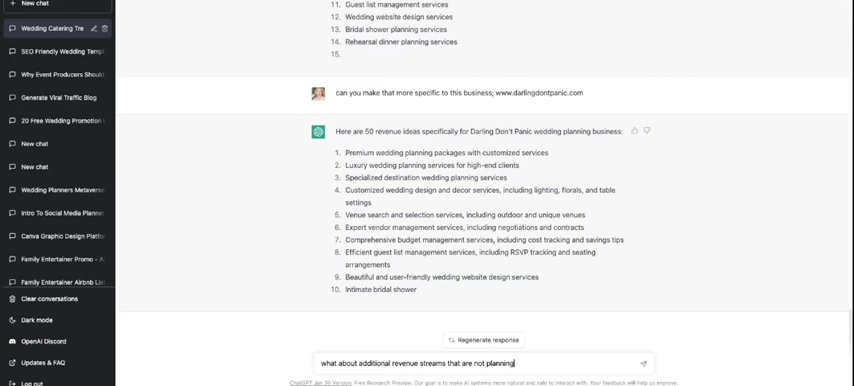 + New chat
Wedding Catering Tre
SEO Friendly Wedding Templ
Why Event Producers Should
Generate Viral Traffic Blog
20 Free Wedding Promotion I
New chat
New chat
Wedding Planners Metaverse
Intro To Social Media Planner
Canva Graphic Design Platfor
Family Entertainer Promo - Ai
Family Entertainer Airbnb List
Clear conversations
Dark mode
OpenAI Discord
Updates & FAQ
Log out
11. Guest list management services
12. Wedding website design services
13. Bridal shower planning services
14. Rehearsal dinner planning services
15.
can you make that more specific to this business; www.darlingdontpanic.com
Here are 50 revenue ideas specifically for Darling Don't Panic wedding planning business:
1. Premium wedding planning packages with customized services
2. Luxury wedding planning services for high-end clients
3. Specialized destination wedding planning services
4. Customized wedding design and decor services, including lighting, florals, and table
settings
5. Venue search and selection services, including outdoor and unique venues
6. Expert vendor management services, including negotiations and contracts
7. Comprehensive budget management services, including cost tracking and savings tips
8. Efficient guest list management services, including RSVP tracking and seating
arrangements
9. Beautiful and user-friendly wedding website design services
10. Intimate bridal shower
Regenerate response
what about additional revenue streams that are not planning
ChatGPT Jan 30 Version. Free Research Preview. Our goal is to make AI systems more natural and safe to interact with. Your feedback will help us improve.